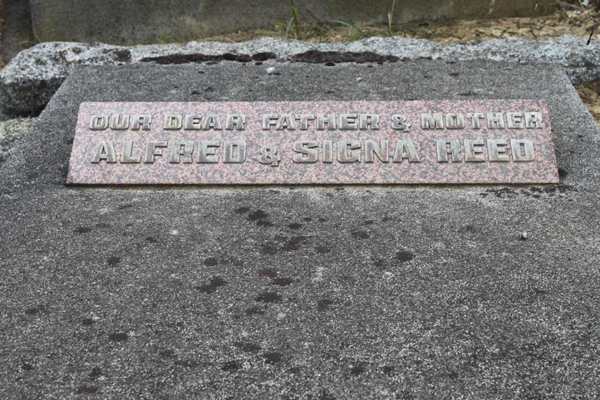 OUR DEAR FATHER & MOTHER
ALFRED & SIGNA REED